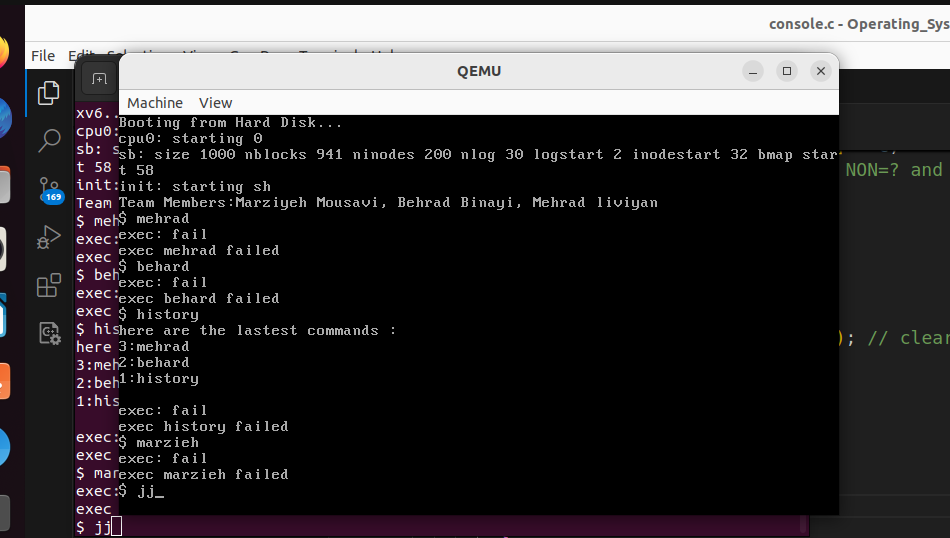 console.c - Operating_Sys
File
QEMU
Machine View
Booting from Hard Disk...
cpu0: starting 0
sb: size 1000 nblocks 941 ninodes 200 nlog 30 logstart 2 inodestart 32 bmap star
t 58
init: starting sh
Team Members:Marziyeh Mousavi, Behrad Binayi, Mehrad liviyan
$ mehrad
exec: fail
exec mehrad failed
$ behard
exec: fail
exec behard failed
$ history
here are the lastest commands :
3:mehrad
2:behard
1:history
exec: fail
exec history failed
$ marzieh
exec: fail
exec marzieh failed
$ jj_
xv6..
cpu0:
sb: s
t 58
init:
Team
$ meh
exec:
exec
$ beh
exec:
exec
$ his
here
3:meh
2:beh
1:his
exec:
exec
$ mar
exec:
exec
$ jj
169
NON=? and
); // clear